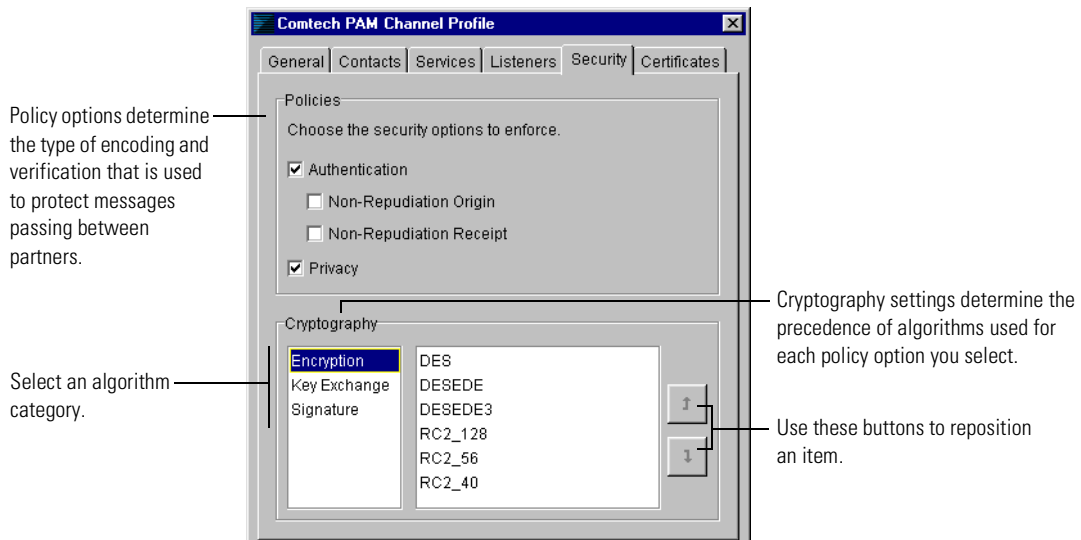 Comtech PAM Channel Profile
General Contacts Services Listeners Security Certificates
Policy options determine
the type of encoding and
verification that is used
to protect messages
passing between
partners.
Policies
Choose the security options to enforce.
Authentication
Non-Repudiation Origin
Non-Repudiation Receipt
Privacy
Cryptography settings determine the
precedence of algorithms used for
each policy option you select.
Cryptography
Select an algorithm
category.
Encryption
Key Exchange
Signature
DES
DESEDE
DESEDE3
RC2_128
RC2_56
RC2_40
Use these buttons to reposition
an item.